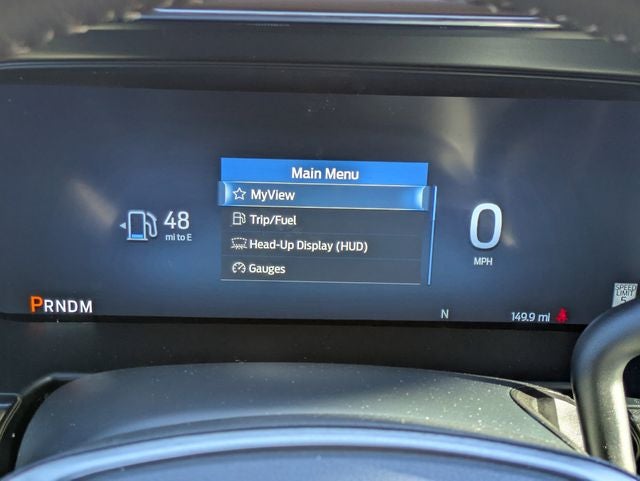 Main Menu
MyView
Trip/Fuel
Head-Up Display (HUD)
Gauges
48
mi to E
0
MPH
SPEED
LIMIT
5
PRNDM
N
149.9 mi